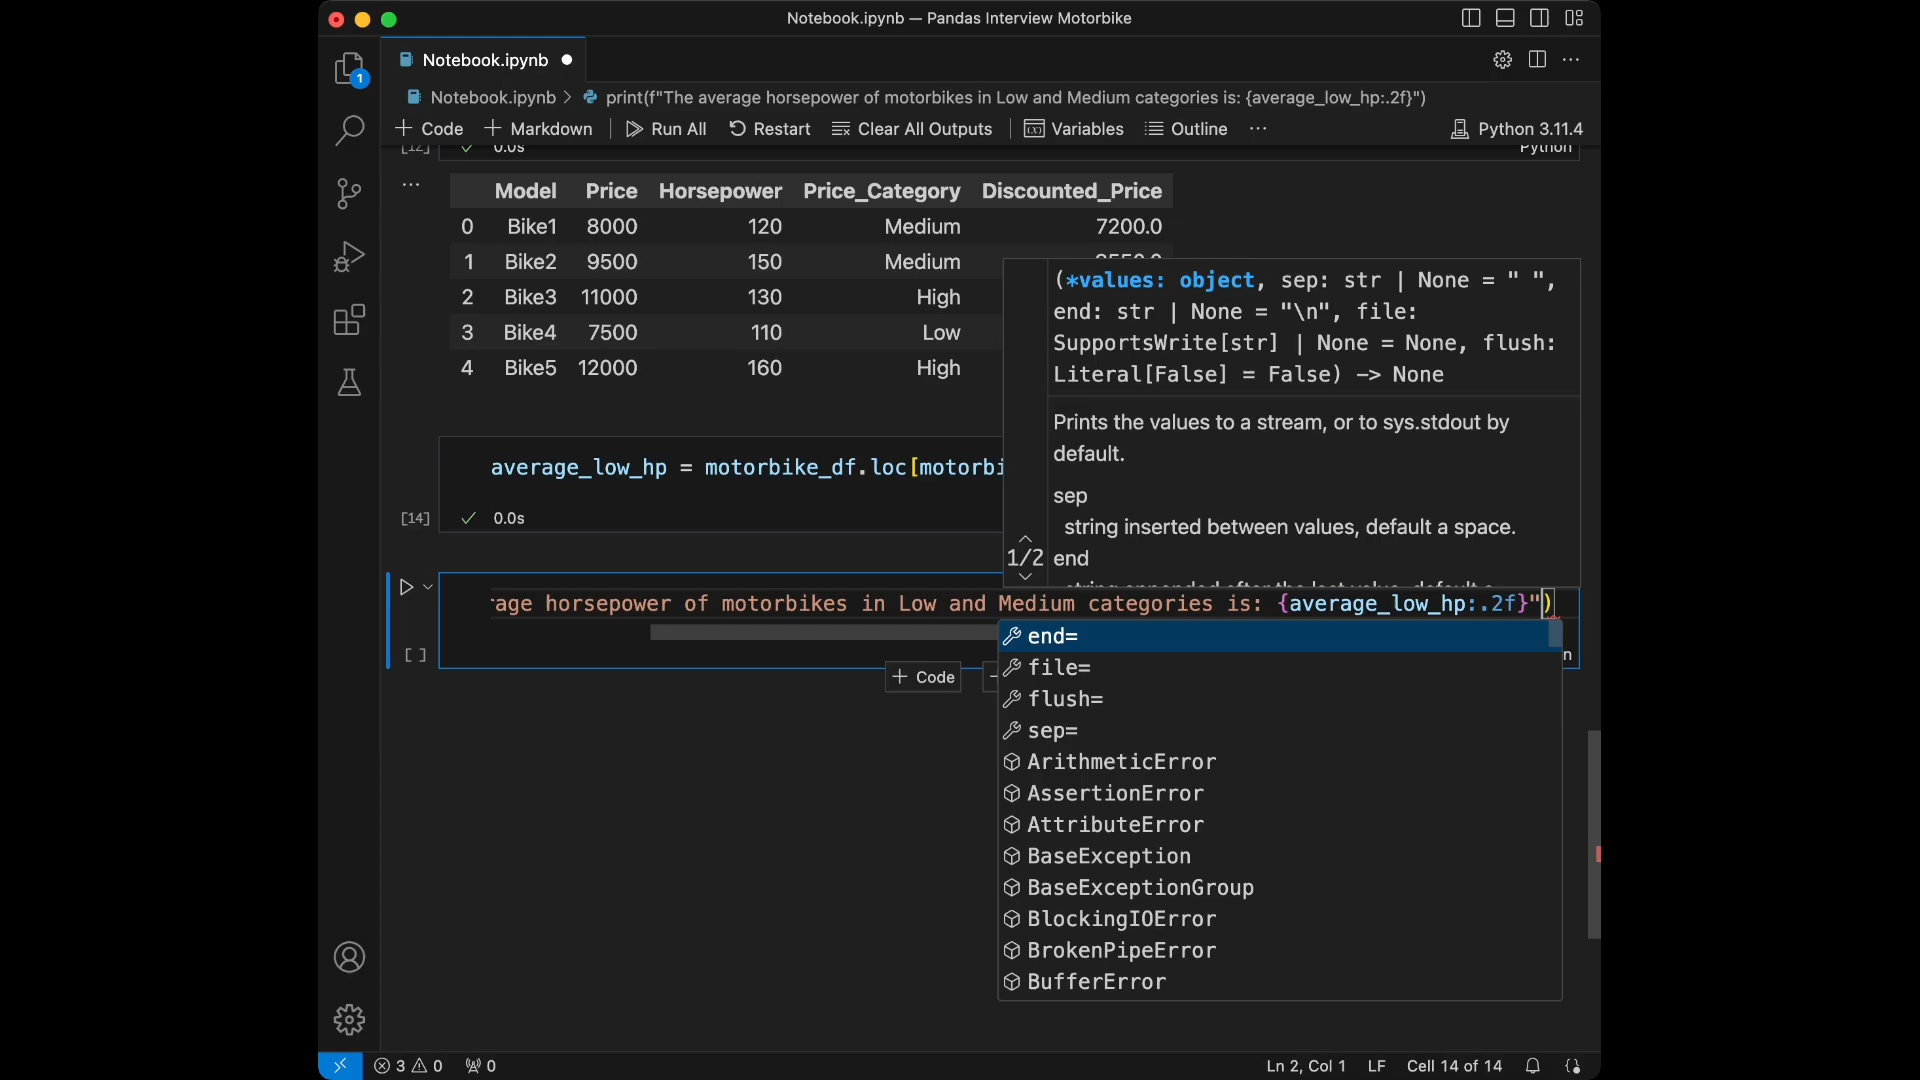 Notebook.ipynb — Pandas Interview Motorbike
1
Notebook.ipynb
Notebook.ipynb > print(f"The average horsepower of motorbikes in Low and Medium categories is: {average_low_hp:.2f}")
Code Markdown Run All Restart Clear All Outputs Variables Outline ··· Python 3.11.4
[12] 0.0s Python
Model Price Horsepower Price_Category Discounted_Price
0 Bike1 8000 120 Medium 7200.0
1 Bike2 9500 150 Medium
2 Bike3 11000 130 High
3 Bike4 7500 110 Low
4 Bike5 12000 160 High
(*values: object, sep: str | None = " ",
end: str | None = "\n", file:
SupportsWrite[str] | None = None, flush:
Literal[False] = False) -> None
Prints the values to a stream, or to sys.stdout by
default.
sep
string inserted between values, default a space.
1/2 end
average_low_hp = motorbike_df.loc[motorbi
[14] 0.0s
rage horsepower of motorbikes in Low and Medium categories is: {average_low_hp:.2f}")
[ ]
+ Code
end=
file=
flush=
sep=
ArithmeticError
AssertionError
AttributeError
BaseException
BaseExceptionGroup
BlockingIOError
BrokenPipeError
BufferError
3 0 0 Ln 2, Col 1 LF Cell 14 of 14